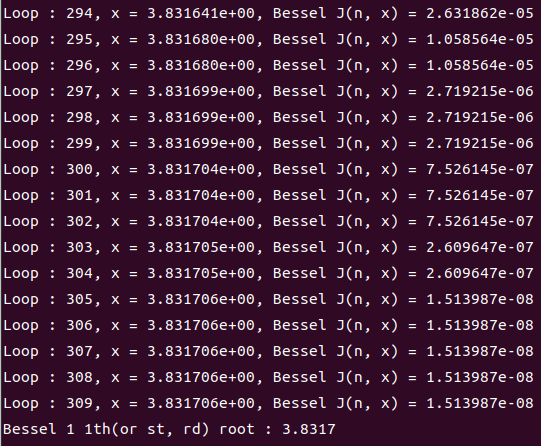 Loop : 294, x = 3.831641e+00, Bessel J(n, x) = 2.631862e-05
Loop : 295, x = 3.831680e+00, Bessel J(n, x) = 1.058564e-05
Loop : 296, x = 3.831680e+00, Bessel J(n, x) = 1.058564e-05
Loop : 297, x = 3.831699e+00, Bessel J(n, x) = 2.719215e-06
Loop : 298, x = 3.831699e+00, Bessel J(n, x) = 2.719215e-06
Loop : 299, x = 3.831699e+00, Bessel J(n, x) = 2.719215e-06
Loop : 300, x = 3.831704e+00, Bessel J(n, x) = 7.526145e-07
Loop : 301, x = 3.831704e+00, Bessel J(n, x) = 7.526145e-07
Loop : 302, x = 3.831704e+00, Bessel J(n, x) = 7.526145e-07
Loop : 303, x = 3.831705e+00, Bessel J(n, x) = 2.609647e-07
Loop : 304, x = 3.831705e+00, Bessel J(n, x) = 2.609647e-07
Loop : 305, x = 3.831706e+00, Bessel J(n, x) = 1.513987e-08
Loop : 306, x = 3.831706e+00, Bessel J(n, x) = 1.513987e-08
Loop : 307, x = 3.831706e+00, Bessel J(n, x) = 1.513987e-08
Loop : 308, x = 3.831706e+00, Bessel J(n, x) = 1.513987e-08
Loop : 309, x = 3.831706e+00, Bessel J(n, x) = 1.513987e-08
Bessel 1 1th(or st, rd) root : 3.8317